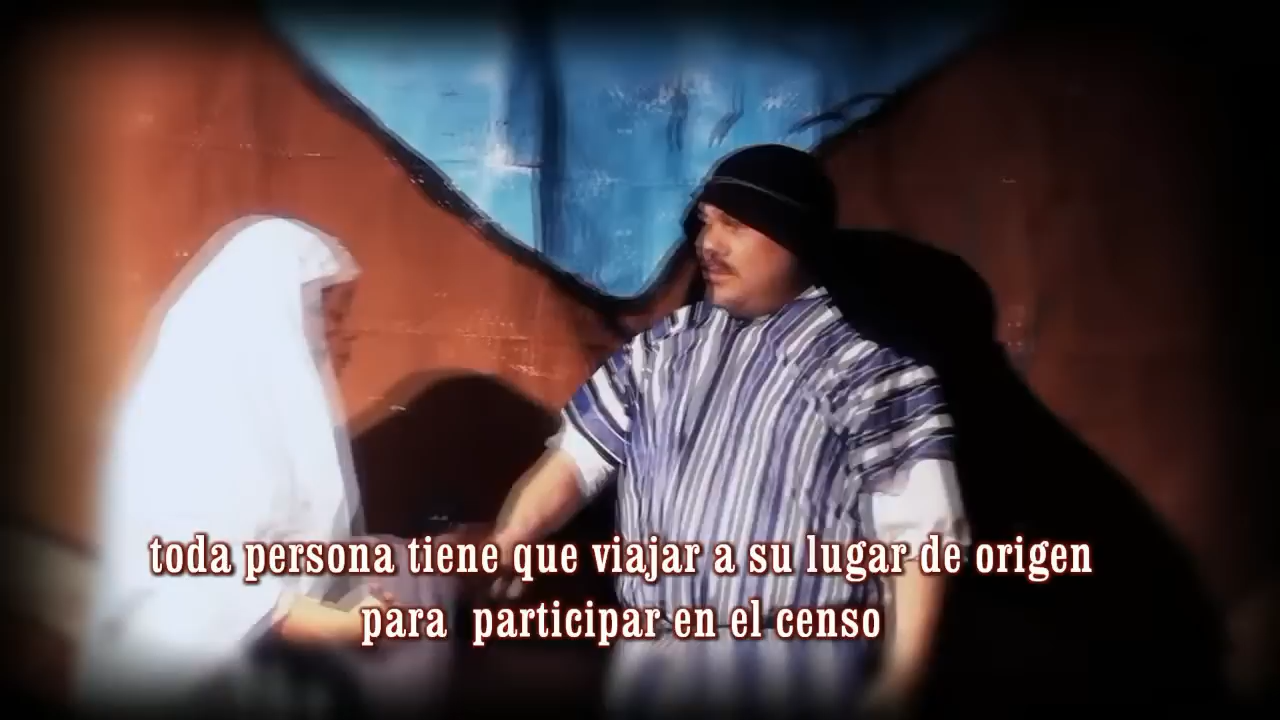 toda persona tiene que viajar a su lugar de origen
para participar en el censo